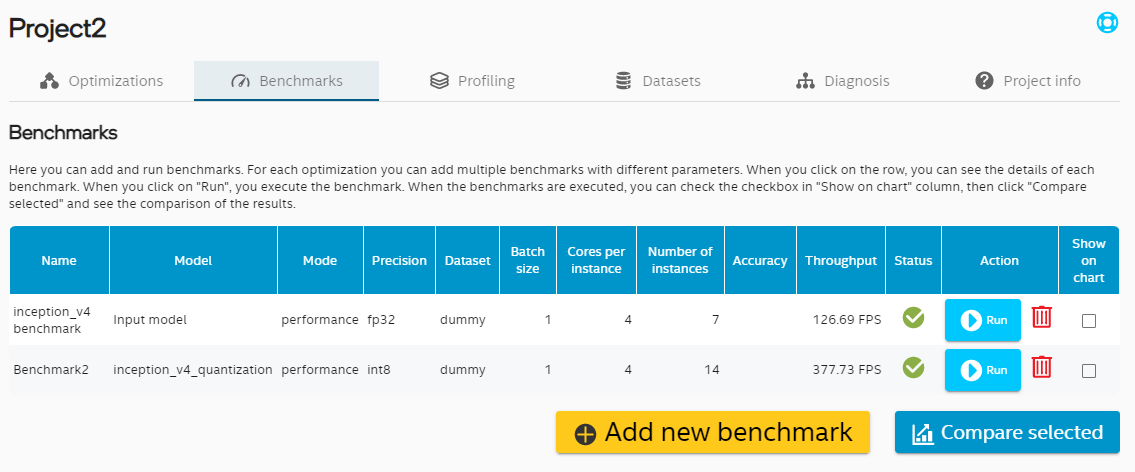 Project2
Optimizations
Benchmarks
Profiling
Datasets
Diagnosis
Project info
Benchmarks
Here you can add and run benchmarks. For each optimization you can add multiple benchmarks with different parameters. When you click on the row, you can see the details of each
benchmark. When you click on "Run", you execute the benchmark. When the benchmarks are executed, you can check the checkbox in "Show on chart" column, then click "Compare
selected" and see the comparison of the results.
Name
Model
Mode
Precision
Dataset
Batch
size
Cores per
instance
Number of
instances
Accuracy
Throughput
Status
Action
Show
on
chart
inception_v4
benchmark
Input model
performance
fp32
dummy
1
4
7
126.69 FPS
Run
Benchmark2
inception_v4_quantization
performance
int8
dummy
1
4
14
377.73 FPS
Run
Add new benchmark
Compare selected